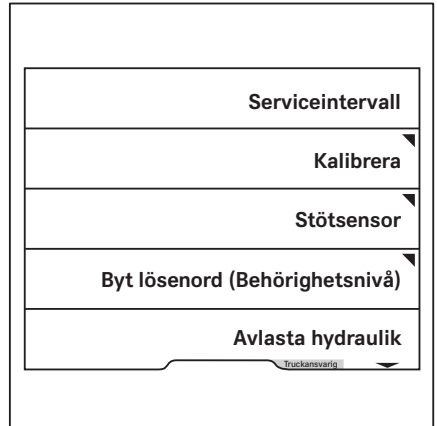 Serviceintervall
Kalibrera
Stötsensor
Byt lösenord (Behörighetsnivå)
Avlasta hydraulik
Truckansvarig